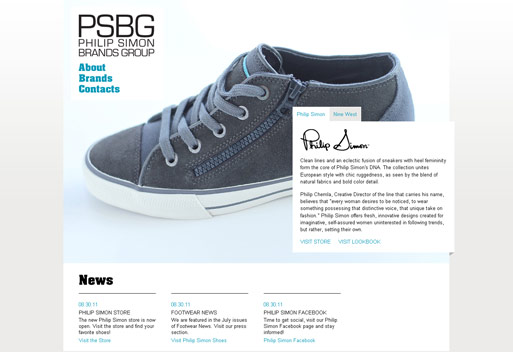 PSBG
PHILIP SIMON
BRANDS GROUP
About
Brands
Contacts
Philip Simon
New West
Philip Simon
Clean lines and an eclectic fusion of sneakers with heel femininity
form the core of Philip Simon's DNA. The collection unites
European style with chic ruggedness, as seen by the blend of
natural fabrics and bold color detail.
Philip Cherrila, Creative Director of the line that carries his name,
believes that "every woman desires to be noticed, to wear
something possessing that distinctive voice, that unique take on
fashion." Philip Simon offers fresh, innovative designs created for
imaginative, self-assured women uninterested in following trends,
but rather, setting their own.
VISIT STORE VISIT LOOKBOOK
News
08.30.11
PHILIP SIMON STORE
The new Philip Simon store is now
open. Visit the store and find your
favorite shoes!
Visit the Store
08.30.11
FOOTWEAR NEWS
We are featured in the July issues
of Footwear News. Visit our press
section.
Visit Philip Simon Shoes
08.30.11
PHILIP SIMON FACEBOOK
Time to get social, visit our Philip
Simon Facebook page and stay
informed!
Philip Simon Facebook